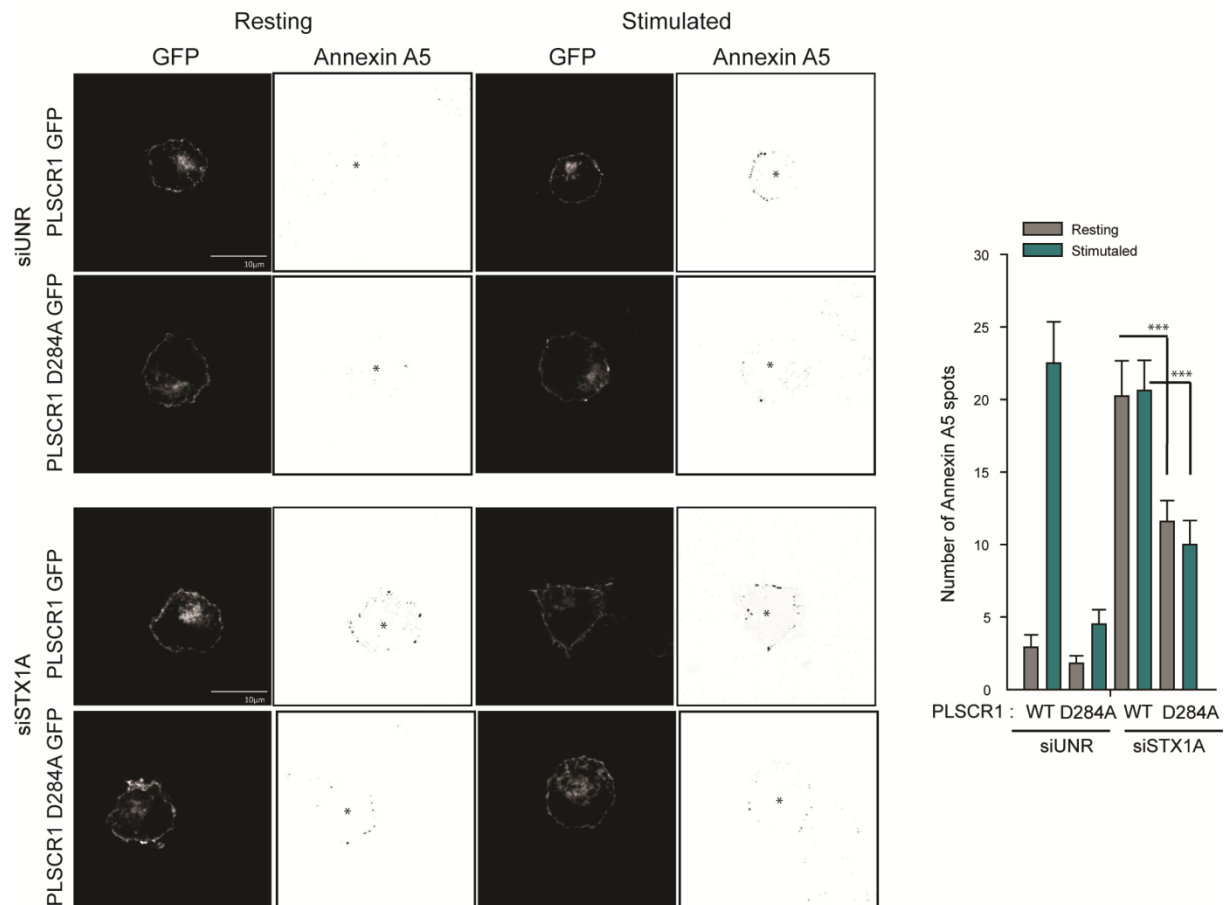 Resting
Stimulated
GFP
Annexin A5
GFP
Annexin A5
siUNR
PLSCR1 GFP
*
*
10µm
PLSCR1 D284A GFP
*
*
siSTX1A
PLSCR1 GFP
*
*
10µm
PLSCR1 D284A GFP
*
*
Resting
Stimutaled
Number of Annexin A5 spots
30
25
20
15
10
5
0
***
***
PLSCR1 : WT D284A WT D284A
siUNR siSTX1A